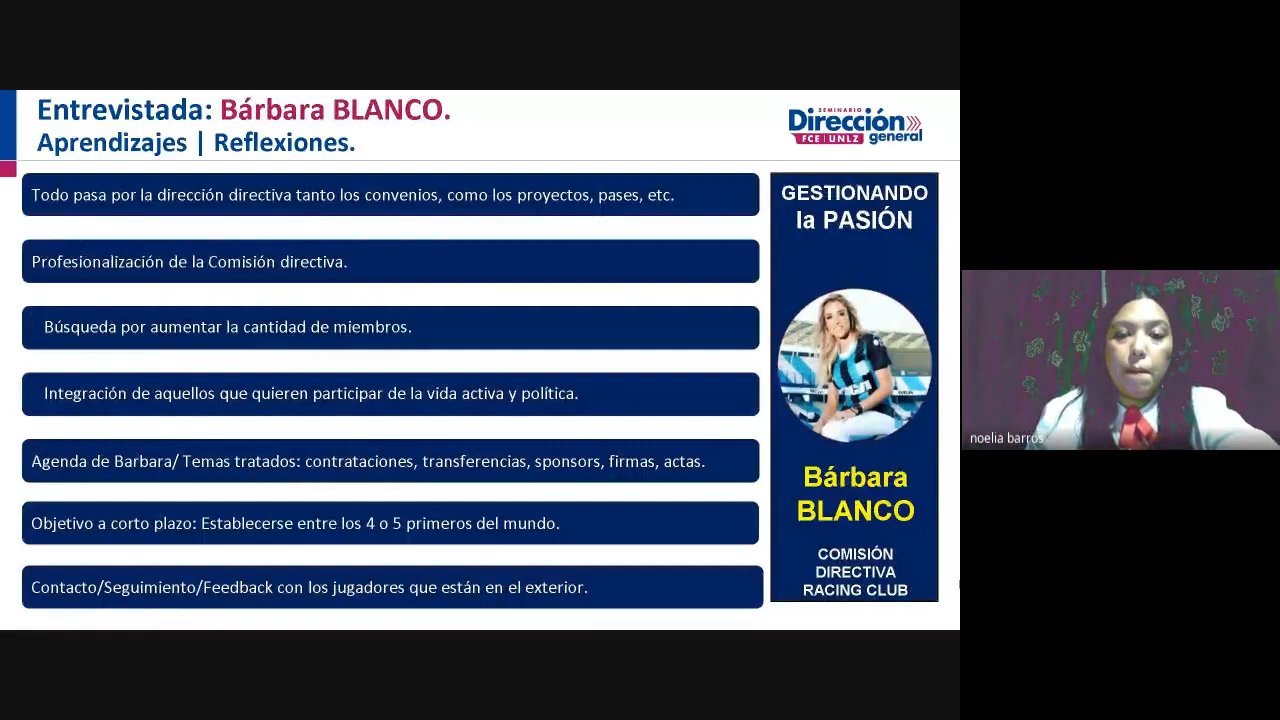 Entrevistada: Bárbara BLANCO.
Aprendizajes | Reflexiones.
SEMINARIO
Dirección
FCE | UNLZ general
Todo pasa por la dirección directiva tanto los convenios, como los proyectos, pases, etc.
Profesionalización de la Comisión directiva.
Búsqueda por aumentar la cantidad de miembros.
Integración de aquellos que quieren participar de la vida activa y política.
Agenda de Barbara/ Temas tratados: contrataciones, transferencias, sponsors, firmas, actas.
Objetivo a corto plazo: Establecerse entre los 4 o 5 primeros del mundo.
Contacto/Seguimiento/Feedback con los jugadores que están en el exterior.
GESTIONANDO
la PASIÓN
Bárbara
BLANCO
COMISIÓN
DIRECTIVA
RACING CLUB
noelia barros